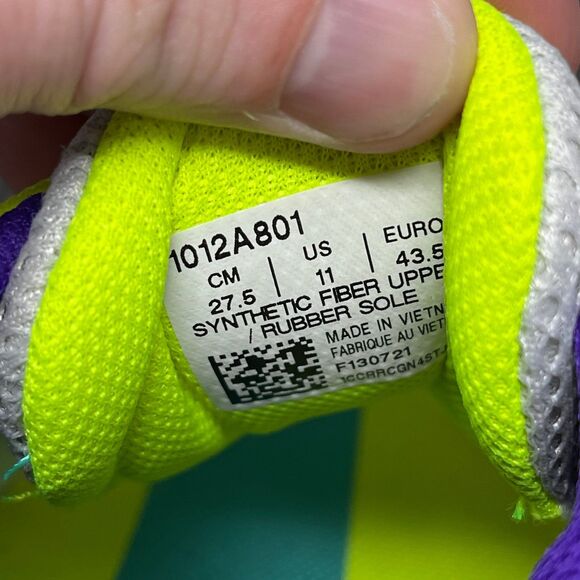 1012A801
CM | US | EURO
27.5 | 11 | 43.5
SYNTHETIC FIBER UPPE
/ RUBBER SOLE
MADE IN VIETN
FABRIQUE AU VIET
F130721